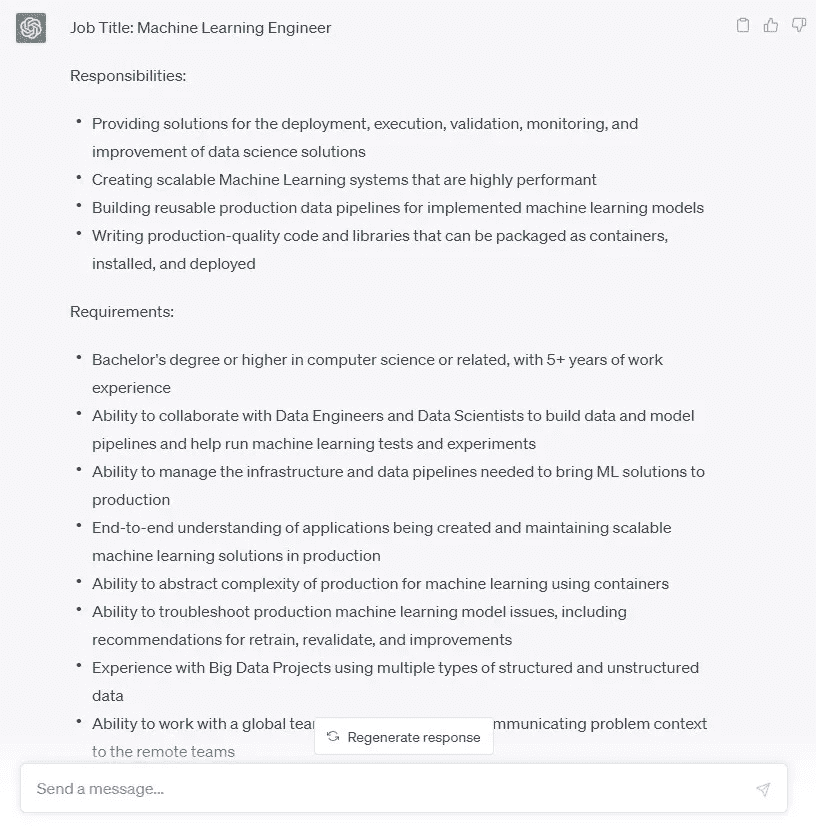 Job Title: Machine Learning Engineer
Responsibilities:
• Providing solutions for the deployment, execution, validation, monitoring, and
improvement of data science solutions
• Creating scalable Machine Learning systems that are highly performant
• Building reusable production data pipelines for implemented machine learning models
• Writing production-quality code and libraries that can be packaged as containers,
installed, and deployed
Requirements:
• Bachelor's degree or higher in computer science or related, with 5+ years of work
experience
• Ability to collaborate with Data Engineers and Data Scientists to build data and model
pipelines and help run machine learning tests and experiments
• Ability to manage the infrastructure and data pipelines needed to bring ML solutions to
production
• End-to-end understanding of applications being created and maintaining scalable
machine learning solutions in production
• Ability to abstract complexity of production for machine learning using containers
• Ability to troubleshoot production machine learning model issues, including
recommendations for retrain, revalidate, and improvements
• Experience with Big Data Projects using multiple types of structured and unstructured
data
• Ability to work with a global problem context
to the remote teams
Regenerate response
Send a message...